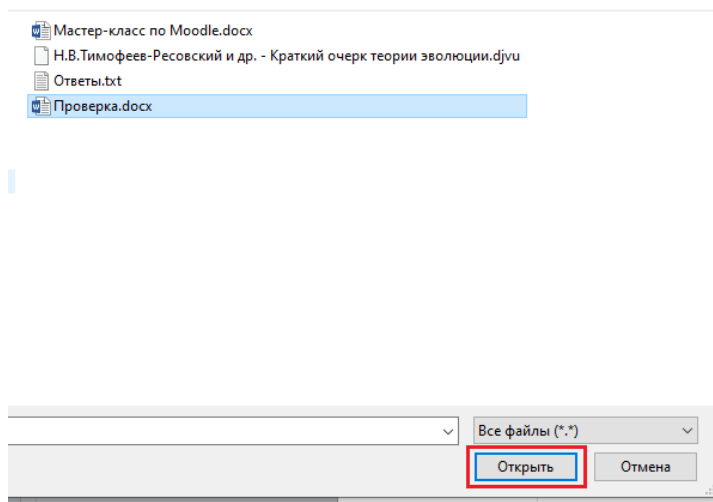 Мастер-класс по Moodle.docx
Н.В.Тимофеев-Ресовский и др. - Краткий очерк теории эволюции.djvu
Ответы.txt
Проверка.docx
Все файлы (*.*)
Открыть
Отмена